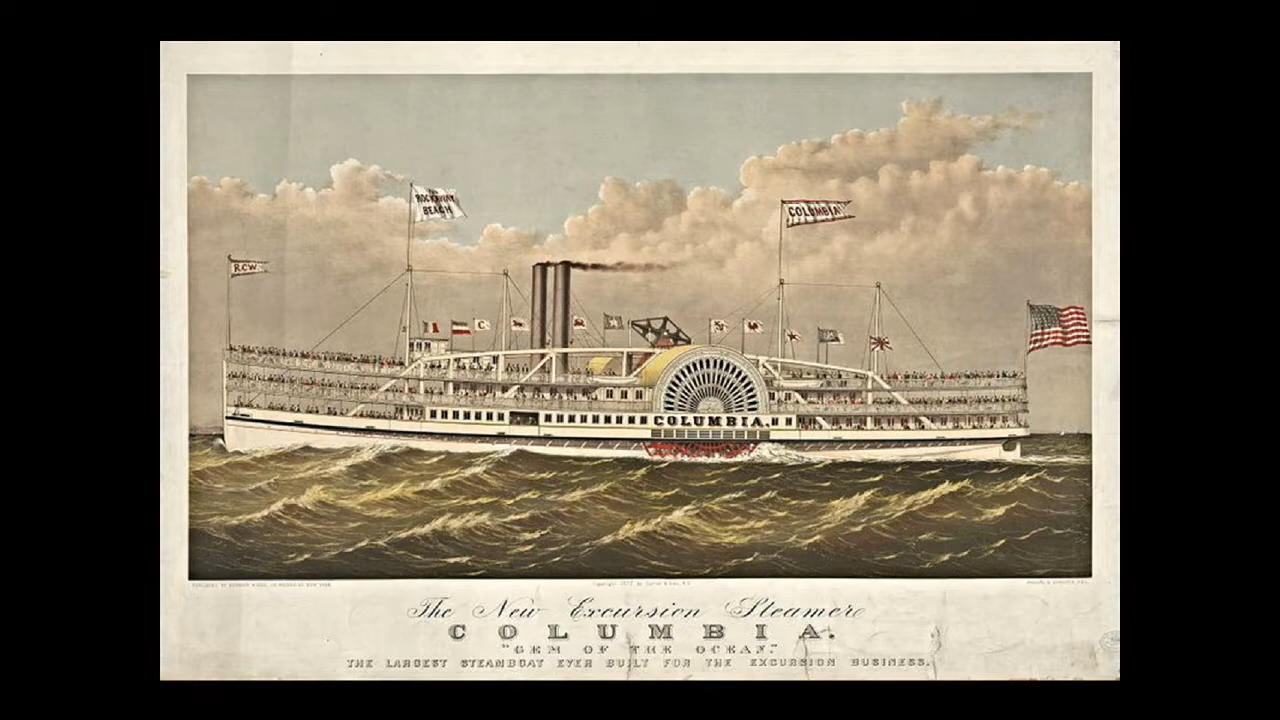 R.C.W.
ROCKAWAY
BEACH
COLUMBIA
COLUMBIA.
The New Excursion Steamer
COLUMBIA.
"GEM OF THE OCEAN."
THE LARGEST STEAMBOAT EVER BUILT FOR THE EXCURSION BUSINESS.